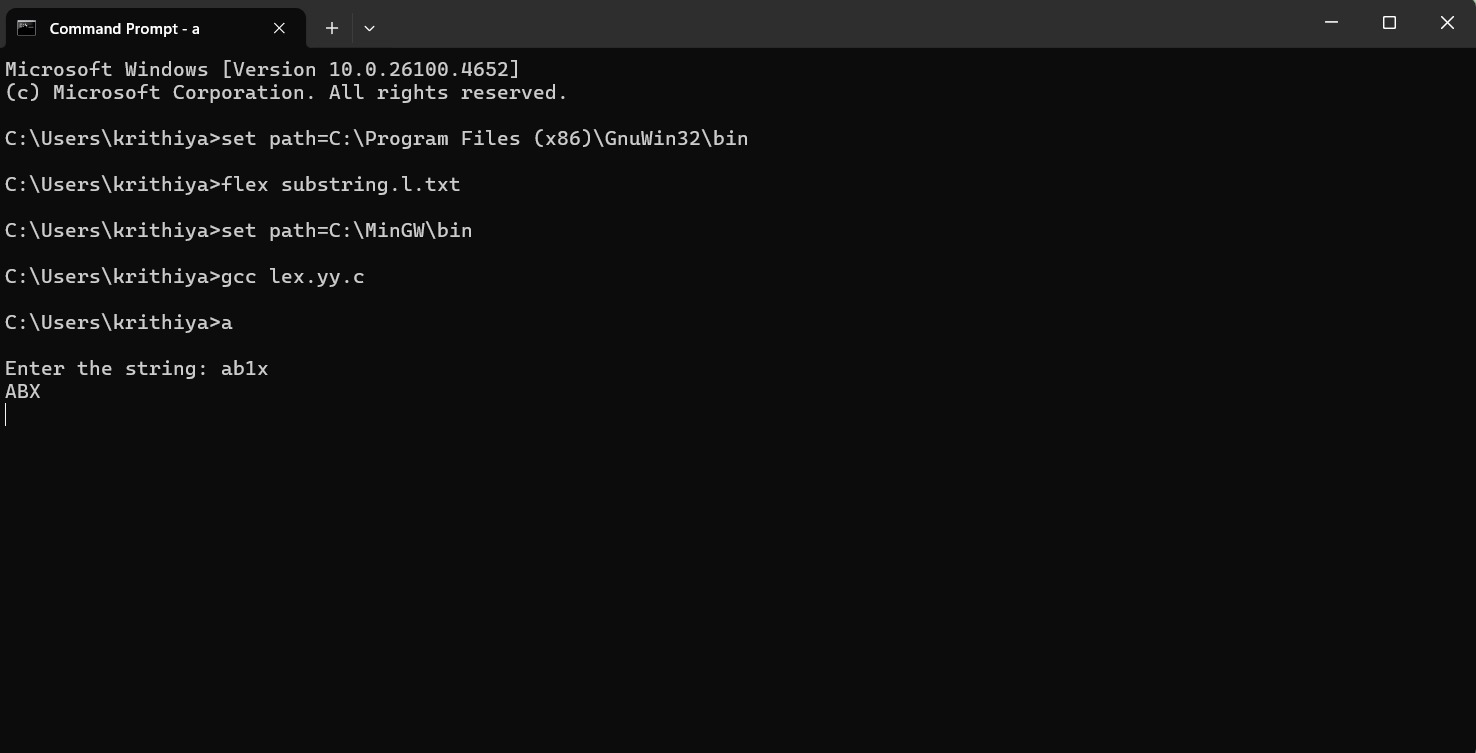 Command Prompt - a
Microsoft Windows [Version 10.0.26100.4652]
(c) Microsoft Corporation. All rights reserved.
C:\Users\krithiya>set path=C:\Program Files (x86)\GnuWin32\bin
C:\Users\krithiya>flex substring.l.txt
C:\Users\krithiya>set path=C:\MinGW\bin
C:\Users\krithiya>gcc lex.yy.c
C:\Users\krithiya>a
Enter the string: ab1x
ABX